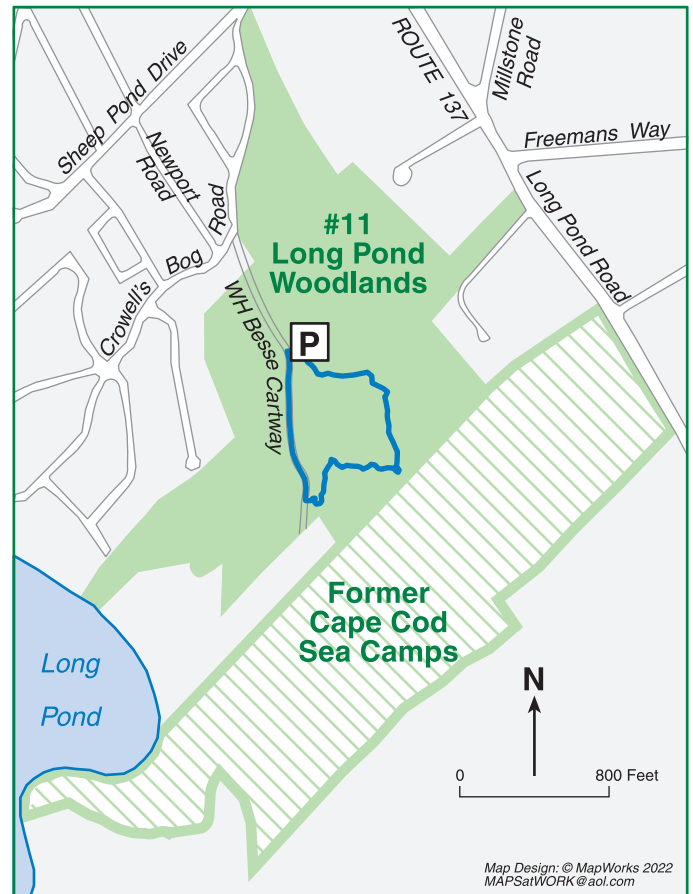 Sheep Pond Drive
Newport
Road
ROUTE 137
Millstone
Road
Freemans Way
Long Pond Road
Crowell's Bog Road
#11
Long Pond
Woodlands
WH Besse Cartway
P
Former
Cape Cod
Sea Camps
Long
Pond
N
0 800 Feet
Map Design: © MapWorks 2022
MAPSatWORK@aol.com